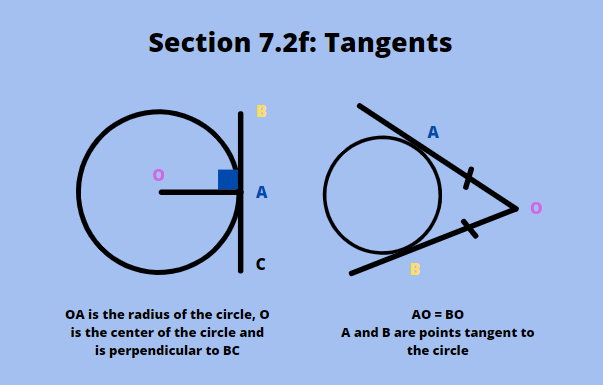 Section 7.2f: Tangents
B
O
A
C
A
O
B
OA is the radius of the circle, O
is the center of the circle and
is perpendicular to BC
AO = BO
A and B are points tangent to
the circle